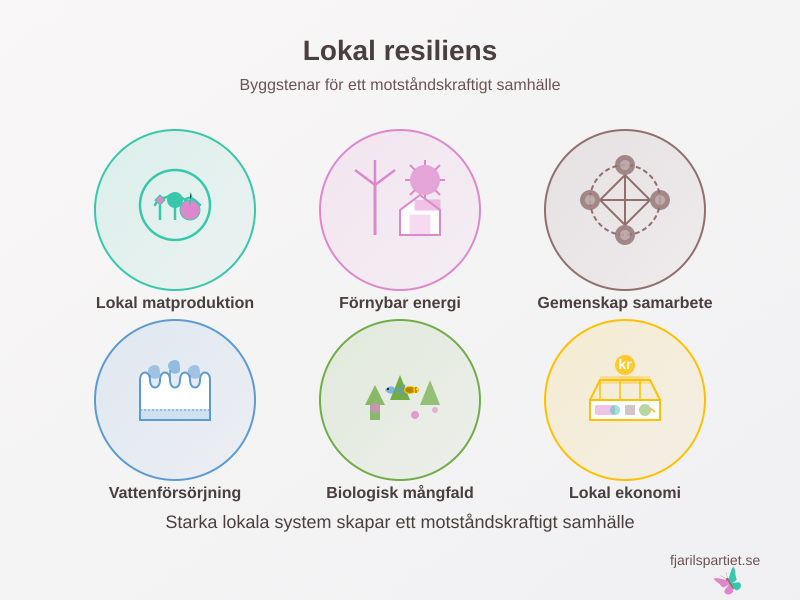 Lokal resiliens
Byggstenar för ett motståndskraftigt samhälle
Lokal matproduktion
Förnybar energi
Gemenskap samarbete
kr
Vattenförsörjning
Biologisk mångfald
Lokal ekonomi
Starka lokala system skapar ett motståndskraftigt samhälle
fjarilspartiet.se